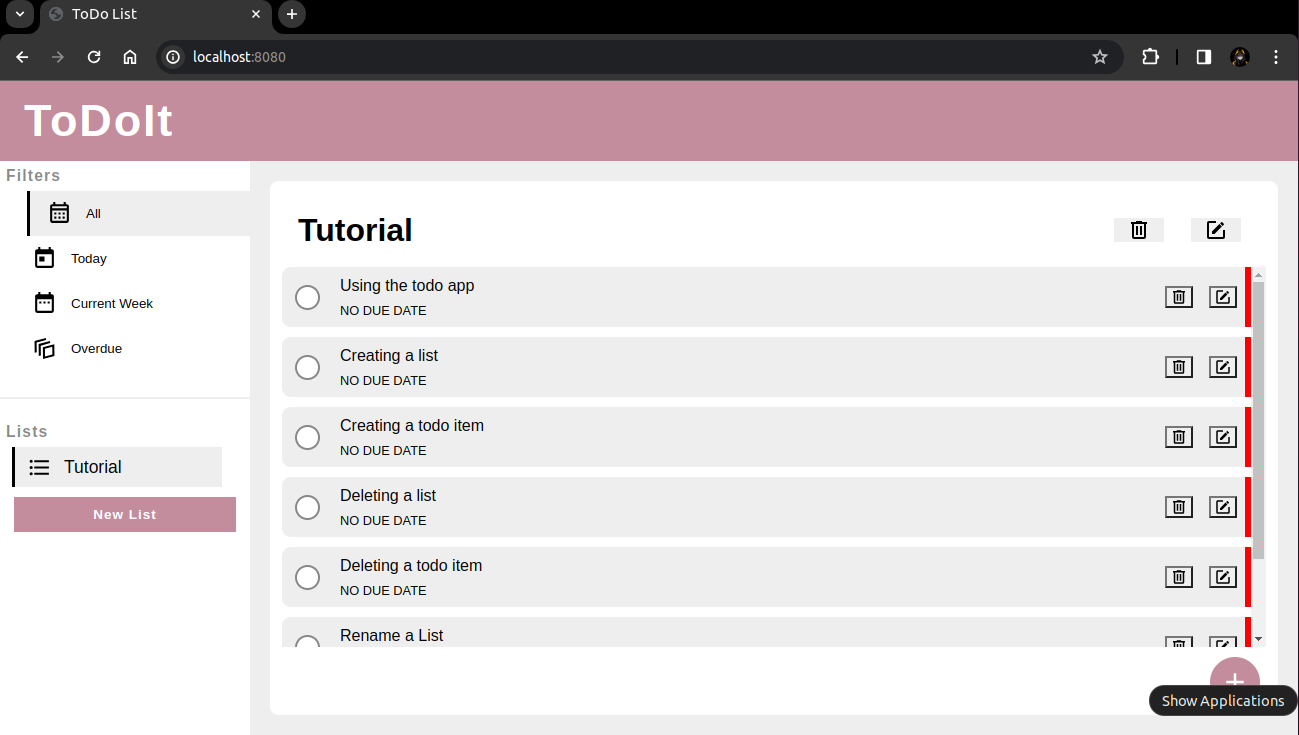 ToDo List
localhost:8080
ToDoIt
Filters
All
Today
Current Week
Overdue
Lists
Tutorial
New List
Tutorial
Using the todo app
NO DUE DATE
Creating a list
NO DUE DATE
Creating a todo item
NO DUE DATE
Deleting a list
NO DUE DATE
Deleting a todo item
NO DUE DATE
Rename a List
Show Applications